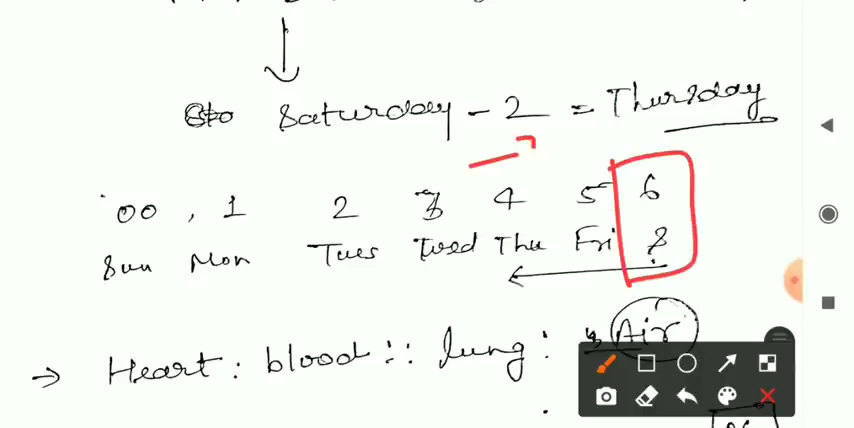 Saturday - 2 = Thursday
00, 1 2 3 4 5 6
Sun Mon Tues Wed Thu Fri
→ Heart : blood :: lung : Air